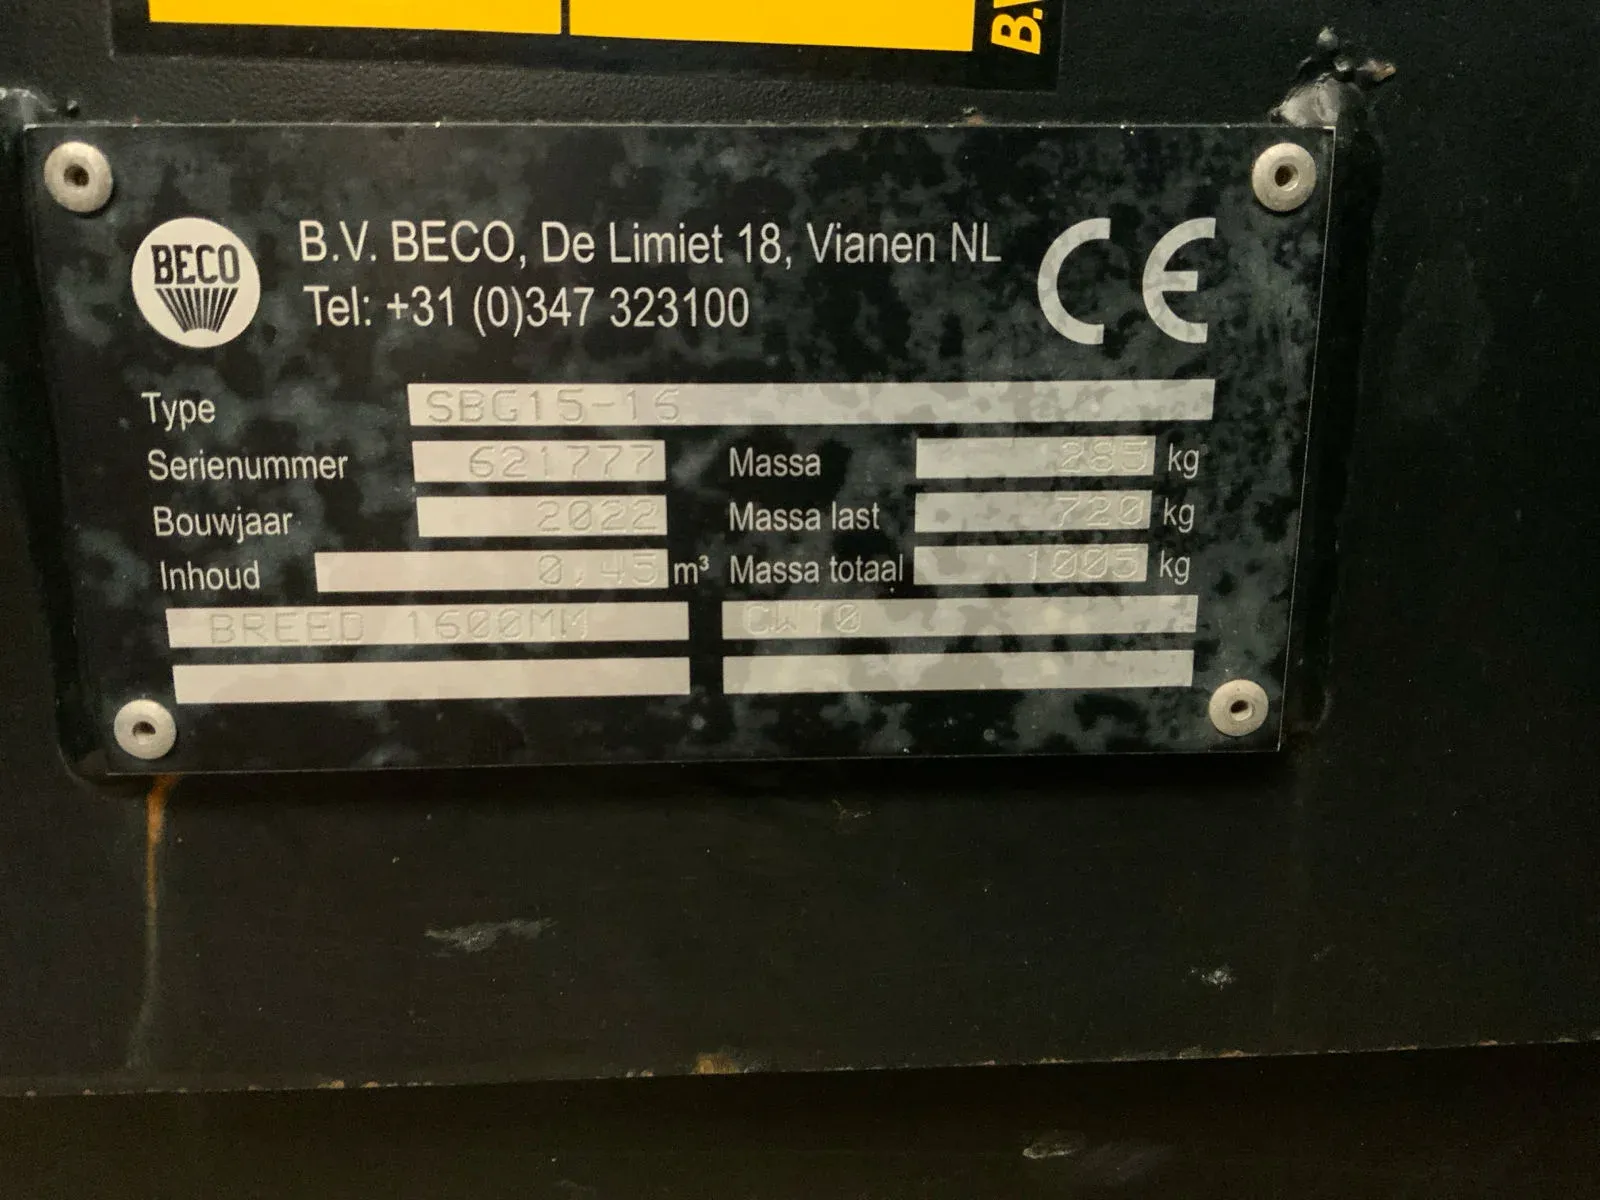 B.V
BECO
B.V. BECO, De Limiet 18, Vianen NL
Tel: +31 (0)347 323100
CE
Type SBG15-16
Serienummer 621777 Massa 285 kg
Bouwjaar 2022 Massa last 720 kg
Inhoud 0,45 m³ Massa totaal 1005 kg
BREED 1600MM CW10